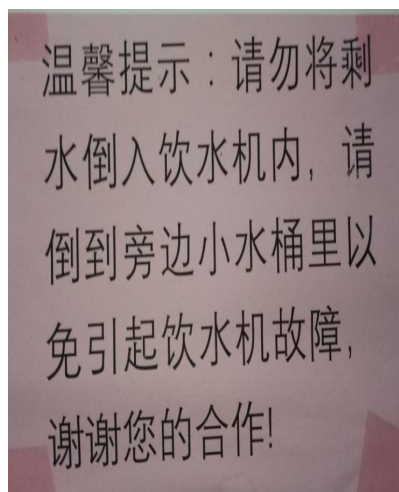 温馨提示：请勿将剩
水倒入饮水机内，请
倒到旁边小水桶里以
免引起饮水机故障，
谢谢您的合作!